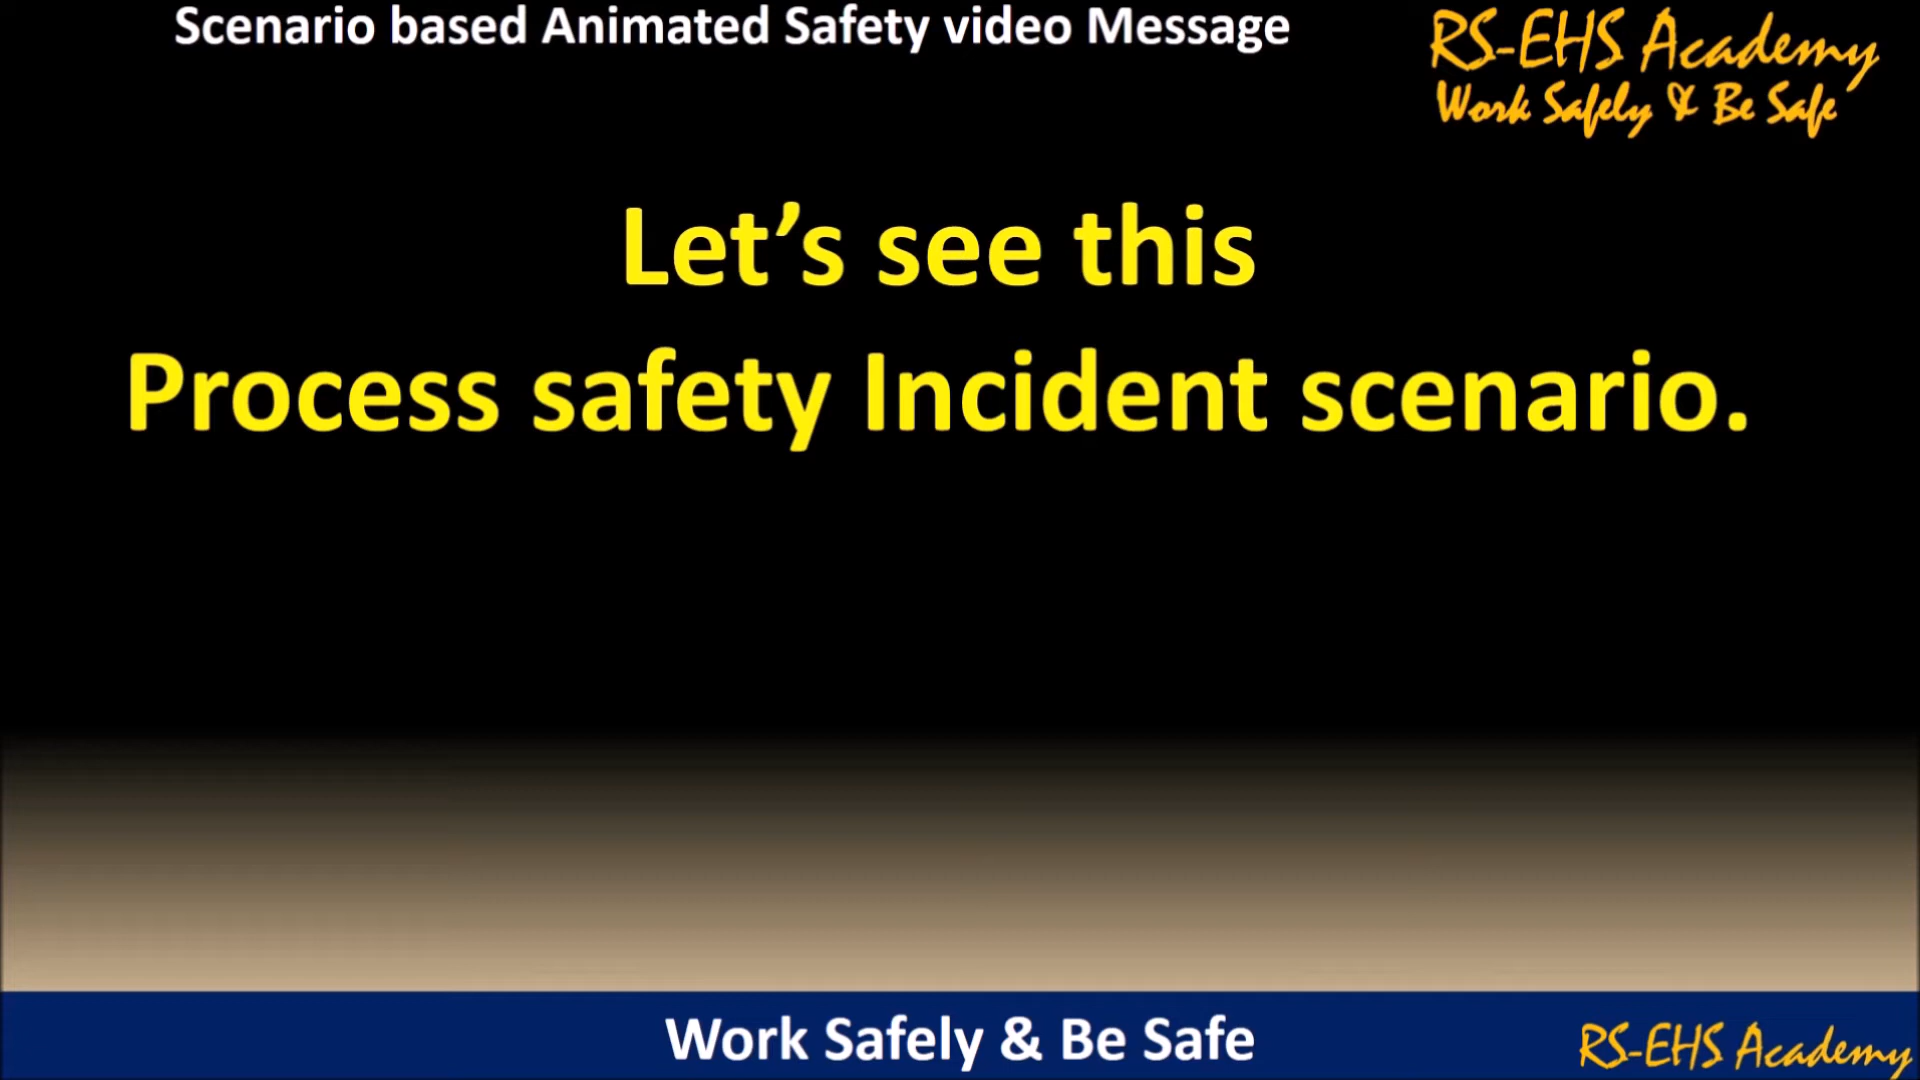 Scenario based Animated Safety video Message
RS-EHS Academy
Work Safely & Be Safe
Let’s see this
Process safety Incident scenario.
Work Safely & Be Safe
RS-EHS Academy